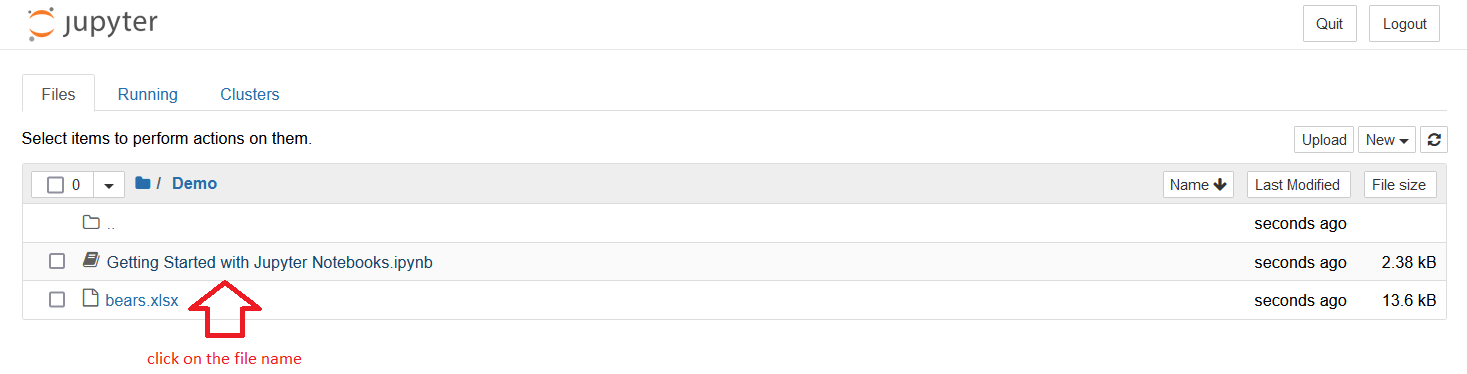 jupyter
Quit Logout
Files Running Clusters
Select items to perform actions on them.
Upload New
0 / Demo Name Last Modified File size
.. seconds ago
Getting Started with Jupyter Notebooks.ipynb seconds ago 2.38 kB
bears.xlsx seconds ago 13.6 kB
click on the file name